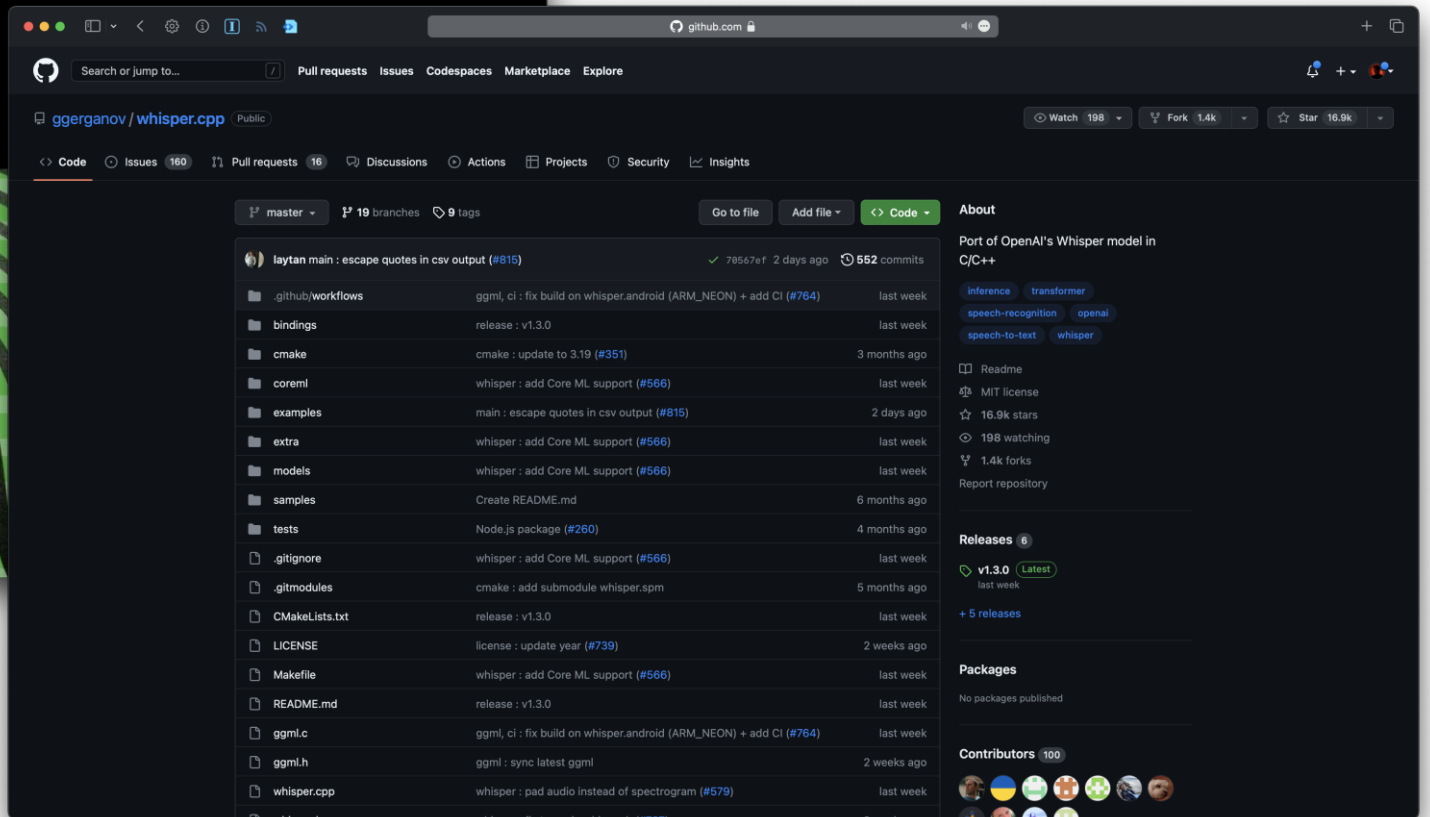 github.com
Search or jump to... /
Pull requests Issues Codespaces Marketplace Explore
ggerganov / whisper.cpp Public
Watch 198 Fork 1.4k Star 16.9k
Code Issues 160 Pull requests 16 Discussions Actions Projects Security Insights
master 19 branches 9 tags Go to file Add file Code
laytan main : escape quotes in csv output (#815) 70567ef 2 days ago 552 commits
.github/workflows ggml, ci : fix build on whisper.android (ARM_NEON) + add CI (#764) last week
bindings release : v1.3.0 last week
cmake cmake : update to 3.19 (#351) 3 months ago
coreml whisper : add Core ML support (#566) last week
examples main : escape quotes in csv output (#815) 2 days ago
extra whisper : add Core ML support (#566) last week
models whisper : add Core ML support (#566) last week
samples Create README.md 6 months ago
tests Node.js package (#260) 4 months ago
.gitignore whisper : add Core ML support (#566) last week
.gitmodules cmake : add submodule whisper.spm 5 months ago
CMakeLists.txt release : v1.3.0 last week
LICENSE license : update year (#739) 2 weeks ago
Makefile whisper : add Core ML support (#566) last week
README.md release : v1.3.0 last week
ggml.c ggml, ci : fix build on whisper.android (ARM_NEON) + add CI (#764) last week
ggml.h ggml : sync latest ggml 2 weeks ago
whisper.cpp whisper : pad audio instead of spectrogram (#579) last week
About
Port of OpenAI's Whisper model in
C/C++
inference transformer
speech-recognition openai
speech-to-text whisper
Readme
MIT license
16.9k stars
198 watching
1.4k forks
Report repository
Releases 6
v1.3.0 Latest
last week
+ 5 releases
Packages
No packages published
Contributors 100